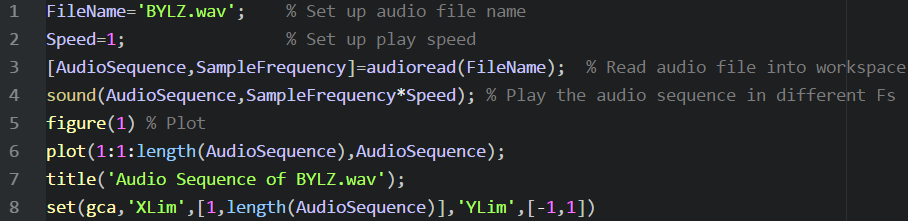 1 FileName='BYLZ.wav'; % Set up audio file name
2 Speed=1; % Set up play speed
3 [AudioSequence,SampleFrequency]=audioread(FileName); % Read audio file into workspace
4 sound(AudioSequence,SampleFrequency*Speed); % Play the audio sequence in different Fs
5 figure(1) % Plot
6 plot(1:1:length(AudioSequence),AudioSequence);
7 title('Audio Sequence of BYLZ.wav');
8 set(gca,'XLim',[1,length(AudioSequence)],'YLim',[-1,1])